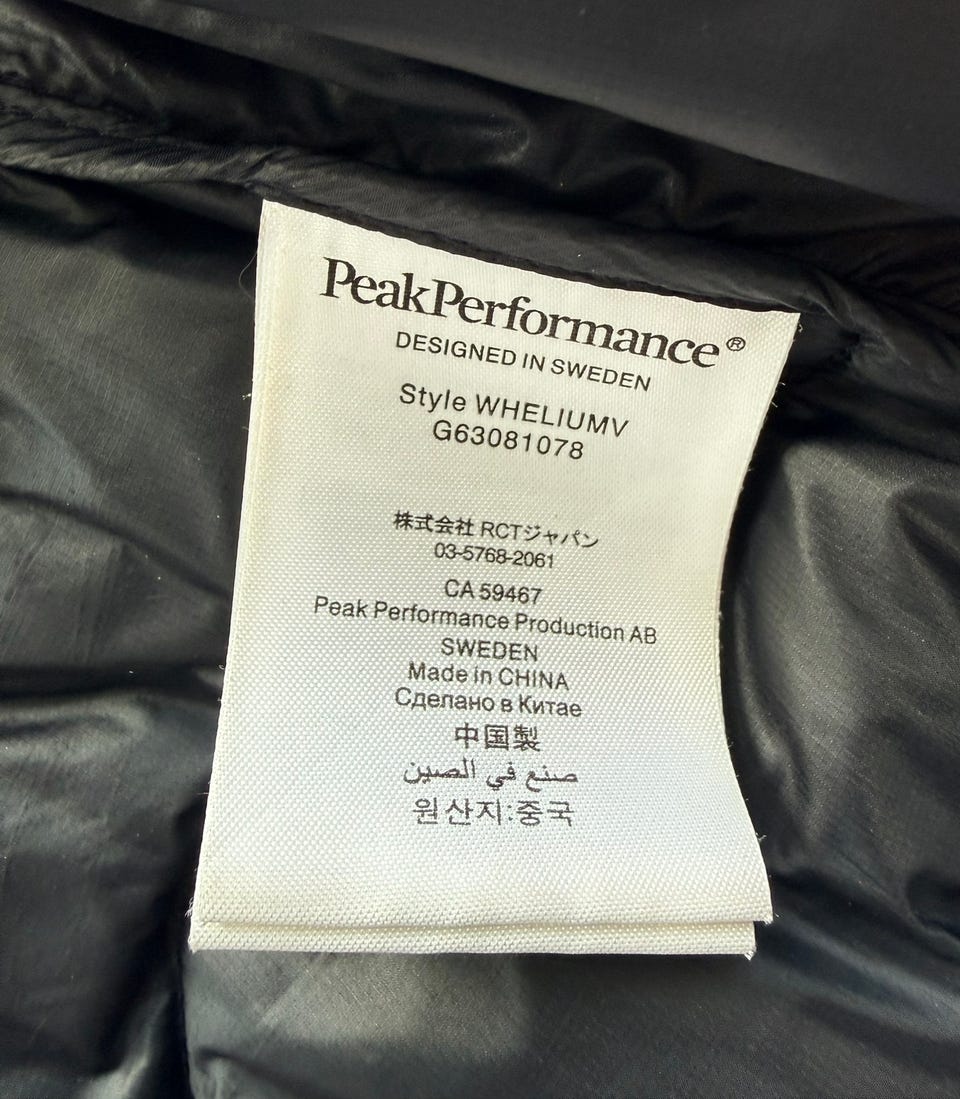 PeakPerformance®
DESIGNED IN SWEDEN
Style WHELIUMV
G63081078
株式会社 RCTジャパン
03-5768-2061
CA 59467
Peak Performance Production AB
SWEDEN
Made in CHINA
Сделано в Китае
中国製
صنع في الصين
원산지:중국